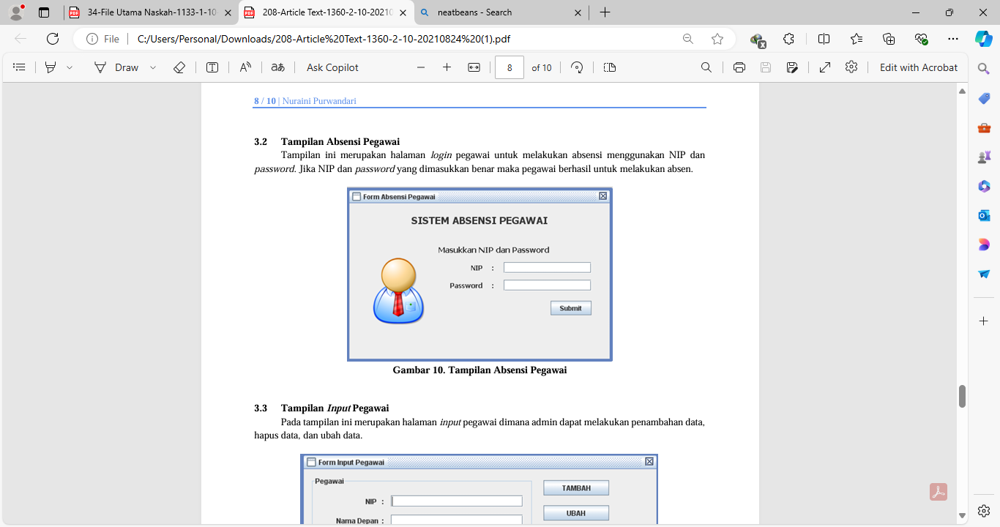 34-File Utama Naskah-1133-1-10
208-Article Text-1360-2-10-20210
neatbeans - Search
File
C:/Users/Personal/Downloads/208-Article%20Text-1360-2-10-20210824%20(1).pdf
Draw
Ask Copilot
8
of 10
Edit with Acrobat
8 / 10 | Nuraini Purwandari
3.2 Tampilan Absensi Pegawai
Tampilan ini merupakan halaman login pegawai untuk melakukan absensi menggunakan NIP dan
password. Jika NIP dan password yang dimasukkan benar maka pegawai berhasil untuk melakukan absen.
Form Absensi Pegawai
SISTEM ABSENSI PEGAWAI
Masukkan NIP dan Password
NIP :
Password :
Submit
Gambar 10. Tampilan Absensi Pegawai
3.3 Tampilan Input Pegawai
Pada tampilan ini merupakan halaman input pegawai dimana admin dapat melakukan penambahan data,
hapus data, dan ubah data.
Form Input Pegawai
Pegawai
TAMBAH
NIP :
UBAH
Nama Depan :